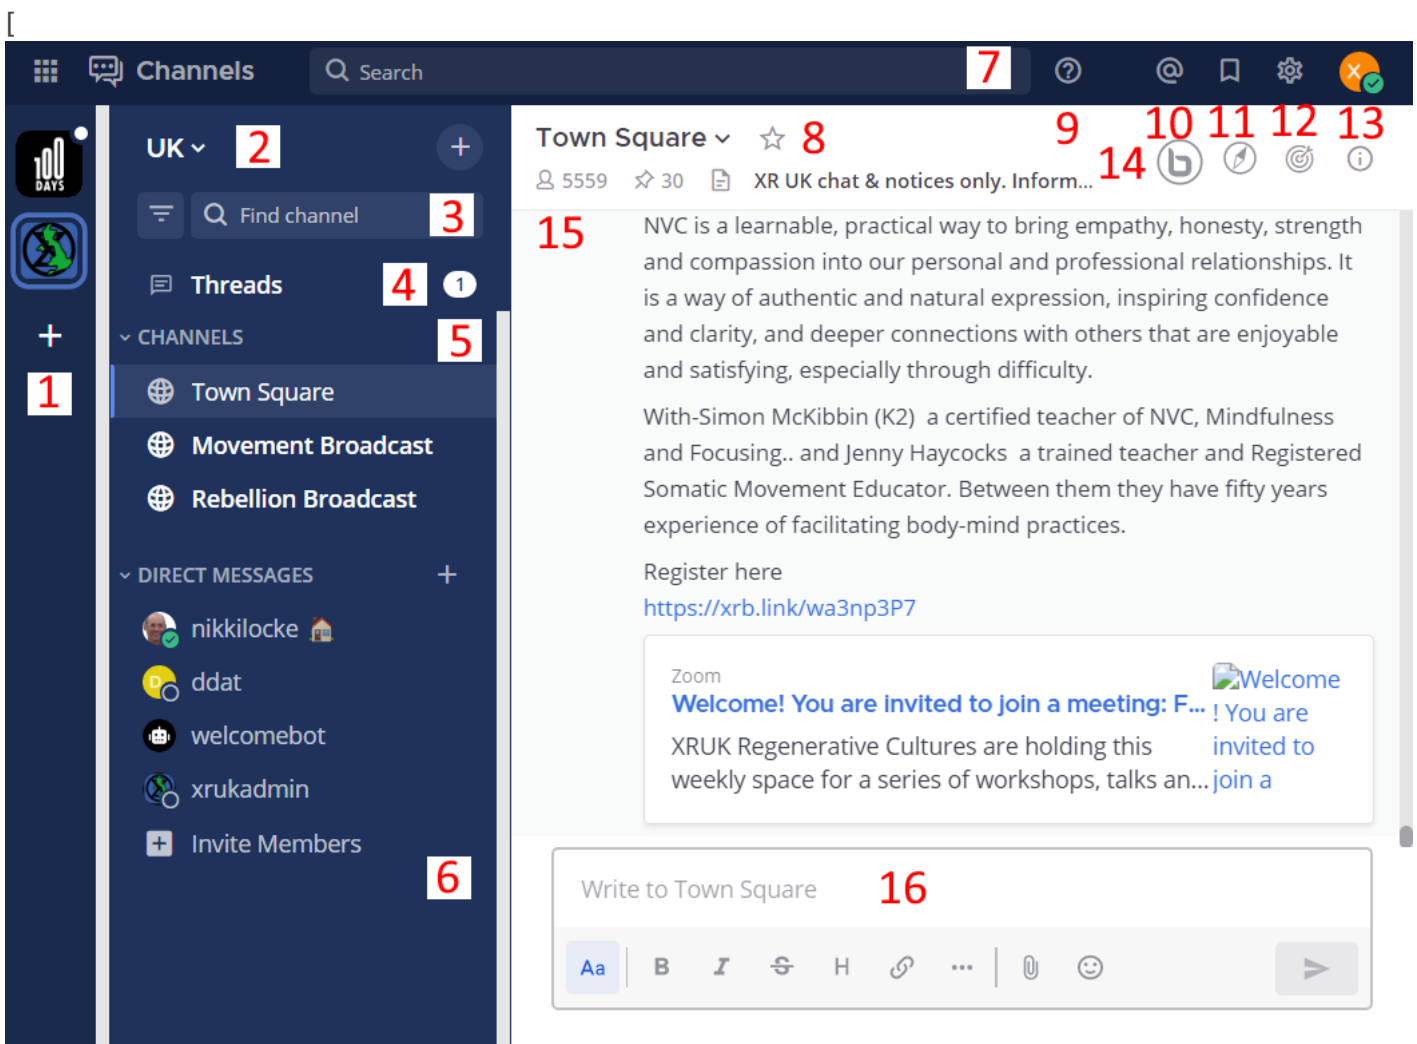 [
Channels
Search
7
100
DAYS
1
UK
2
Find channel
3
Threads
4
1
CHANNELS
5
Town Square
Movement Broadcast
Rebellion Broadcast
DIRECT MESSAGES
nikkilocke
D
ddat
welcomebot
xrukadmin
Invite Members
6
X
Town Square
8
9
10
11
12
13
14
b
5559
30
XR UK chat & notices only. Inform...
15
NVC is a learnable, practical way to bring empathy, honesty, strength
and compassion into our personal and professional relationships. It
is a way of authentic and natural expression, inspiring confidence
and clarity, and deeper connections with others that are enjoyable
and satisfying, especially through difficulty.
With-Simon McKibbin (K2) a certified teacher of NVC, Mindfulness
and Focusing.. and Jenny Haycocks a trained teacher and Registered
Somatic Movement Educator. Between them they have fifty years
experience of facilitating body-mind practices.
Register here
https://xrb.link/wa3np3P7
Zoom
Welcome! You are invited to join a meeting: F...
XRUK Regenerative Cultures are holding this
weekly space for a series of workshops, talks an...
Welcome
! You are
invited to
join a
Write to Town Square
16
Aa B I S H